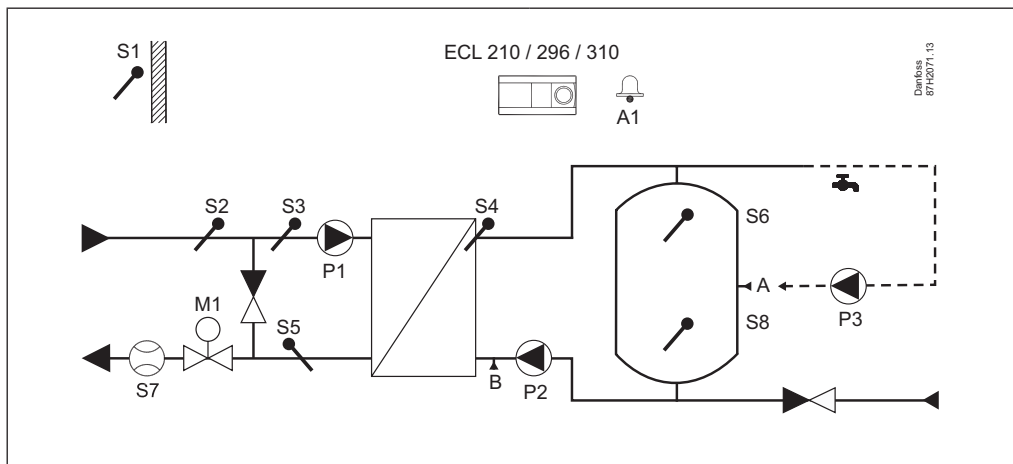 S1
ECL 210 / 296 / 310
A1
Danfoss
87H2071.13
S2
S3
P1
S4
S6
A
P3
S8
M1
S5
S7
B
P2